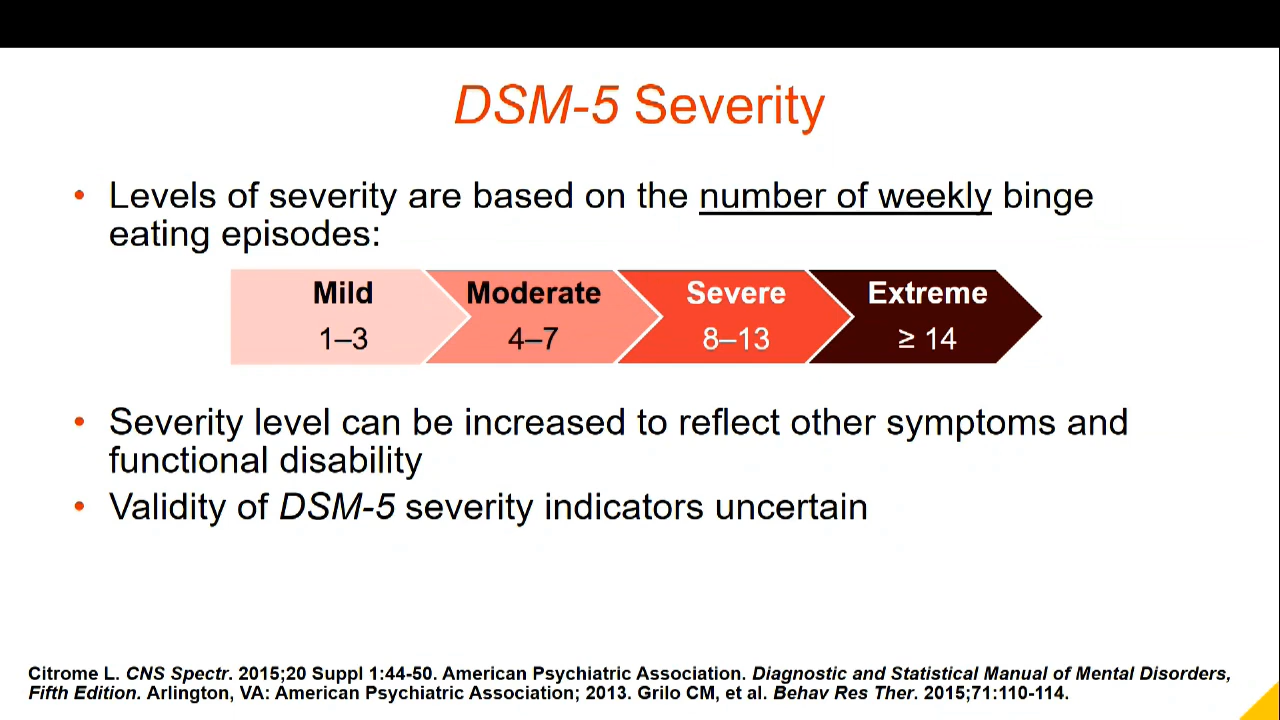 DSM-5 Severity
• Levels of severity are based on the number of weekly binge
eating episodes:
Mild Moderate Severe Extreme
1–3 4–7 8–13 ≥ 14
• Severity level can be increased to reflect other symptoms and
functional disability
• Validity of DSM-5 severity indicators uncertain
Citrome L. CNS Spectr. 2015;20 Suppl 1:44-50. American Psychiatric Association. Diagnostic and Statistical Manual of Mental Disorders,
Fifth Edition. Arlington, VA: American Psychiatric Association; 2013. Grilo CM, et al. Behav Res Ther. 2015;71:110-114.